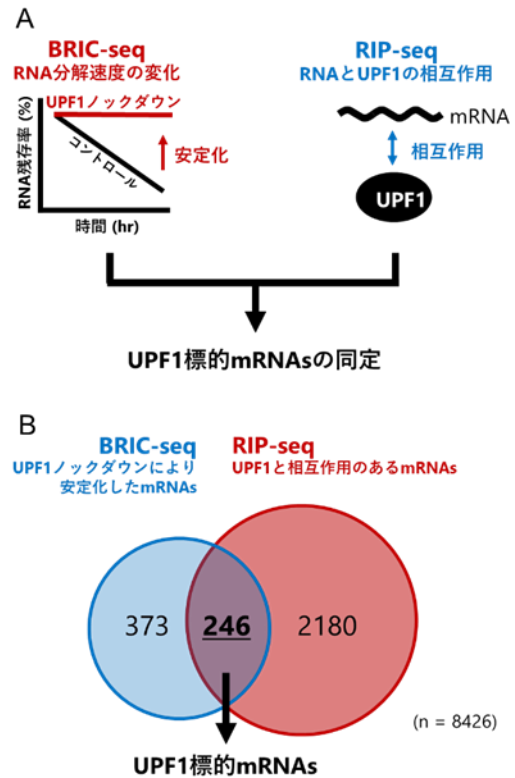 A
BRIC-seq
RNA分解速度の変化
UPF1ノックダウン
コントロール
安定化
RNA残存率 (%)
時間 (hr)
RIP-seq
RNAとUPF1の相互作用
mRNA
相互作用
UPF1
UPF1標的mRNAsの同定
B
BRIC-seq
UPF1ノックダウンにより
安定化したmRNAs
RIP-seq
UPF1と相互作用のあるmRNAs
373
246
2180
(n = 8426)
UPF1標的mRNAs